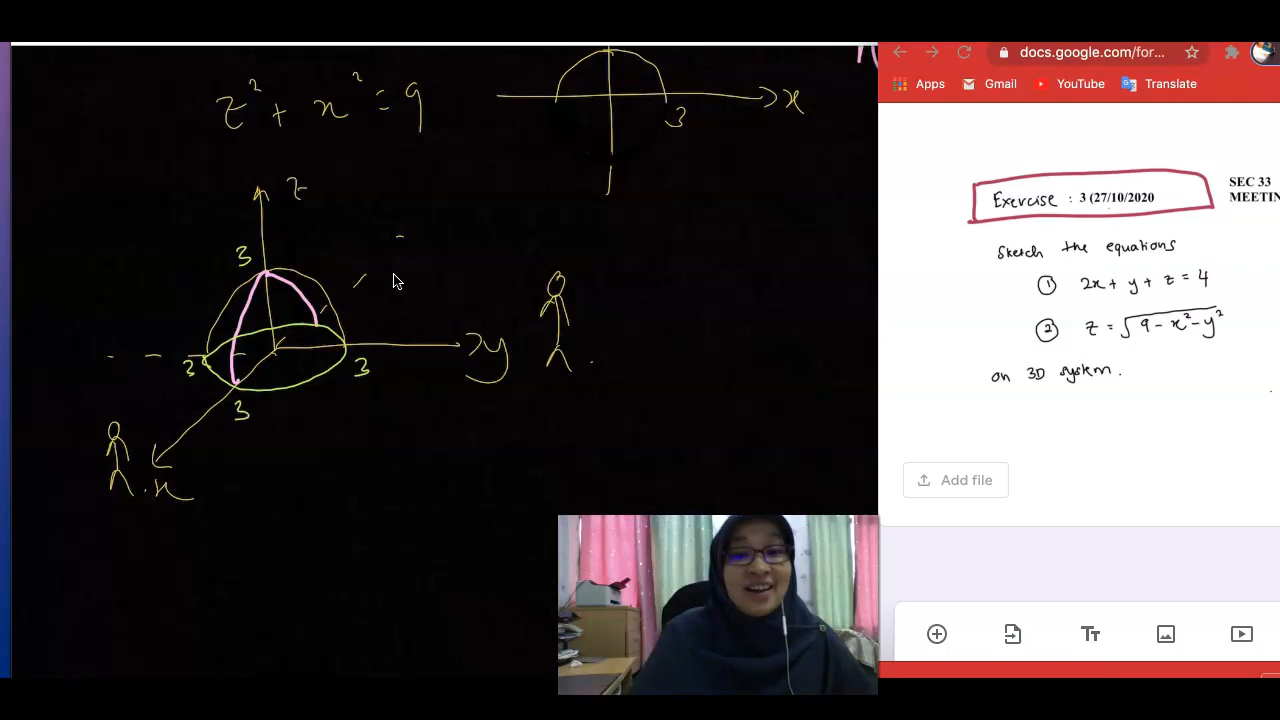 z² + x² = 9
x
3
z
3
y
3
3
3
x
docs.google.com/for...
Apps Gmail YouTube Translate
SEC 33
Exercise : 3 (27/10/2020
MEETIN
Sketch the equations
① 2x + y + z = 4
② z = √9 - x² - y²
on 3D system.
Add file
Tt